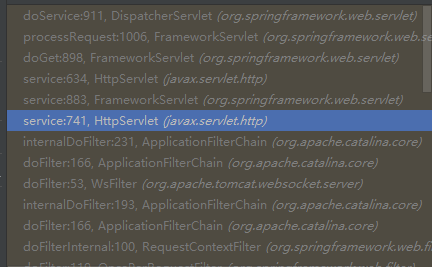 doService:911, DispatcherServlet (org.springframework.web.servlet)
processRequest:1006, FrameworkServlet (org.springframework.web.se
doGet:898, FrameworkServlet (org.springframework.web.servlet)
service:634, HttpServlet (javax.servlet.http)
service:883, FrameworkServlet (org.springframework.web.servlet)
service:741, HttpServlet (javax.servlet.http)
internalDoFilter:231, ApplicationFilterChain (org.apache.catalina.core)
doFilter:166, ApplicationFilterChain (org.apache.catalina.core)
doFilter:53, WsFilter (org.apache.tomcat.websocket.server)
internalDoFilter:193, ApplicationFilterChain (org.apache.catalina.core)
doFilter:166, ApplicationFilterChain (org.apache.catalina.core)
doFilterInternal:100, RequestContextFilter (org.springframework.web.fi